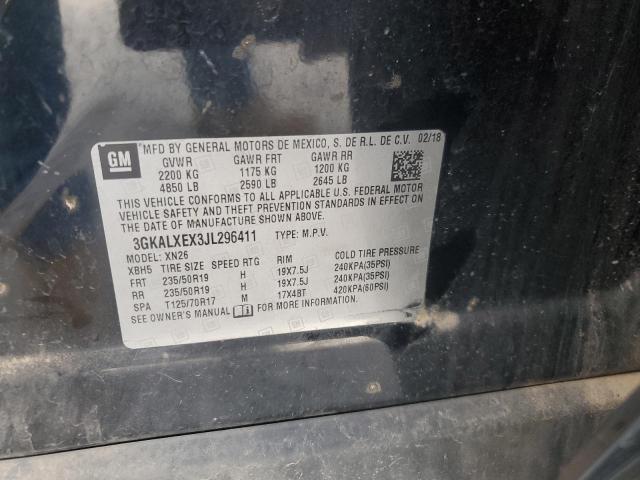 GM
MFD BY GENERAL MOTORS DE MEXICO, S. DE R.L. DE C.V. 02/18
GVWR GAWR FRT GAWR RR
2200 KG 1175 KG 1200 KG
4850 LB 2590 LB 2645 LB
THIS VEHICLE CONFORMS TO ALL APPLICABLE U.S. FEDERAL MOTOR
VEHICLE SAFETY AND THEFT PREVENTION STANDARDS IN EFFECT ON
THE DATE OF MANUFACTURE SHOWN ABOVE.
3GKALXEX3JL296411 TYPE: M.P.V.
MODEL: XN26
XBH5 TIRE SIZE SPEED RTG RIM COLD TIRE PRESSURE
FRT 235/50R19 H 19X7.5J 240KPA(35PSI)
RR 235/50R19 H 19X7.5J 240KPA(35PSI)
SPA T125/70R17 M 17X4BT 420KPA(60PSI)
SEE OWNER'S MANUAL FOR MORE INFORMATION.